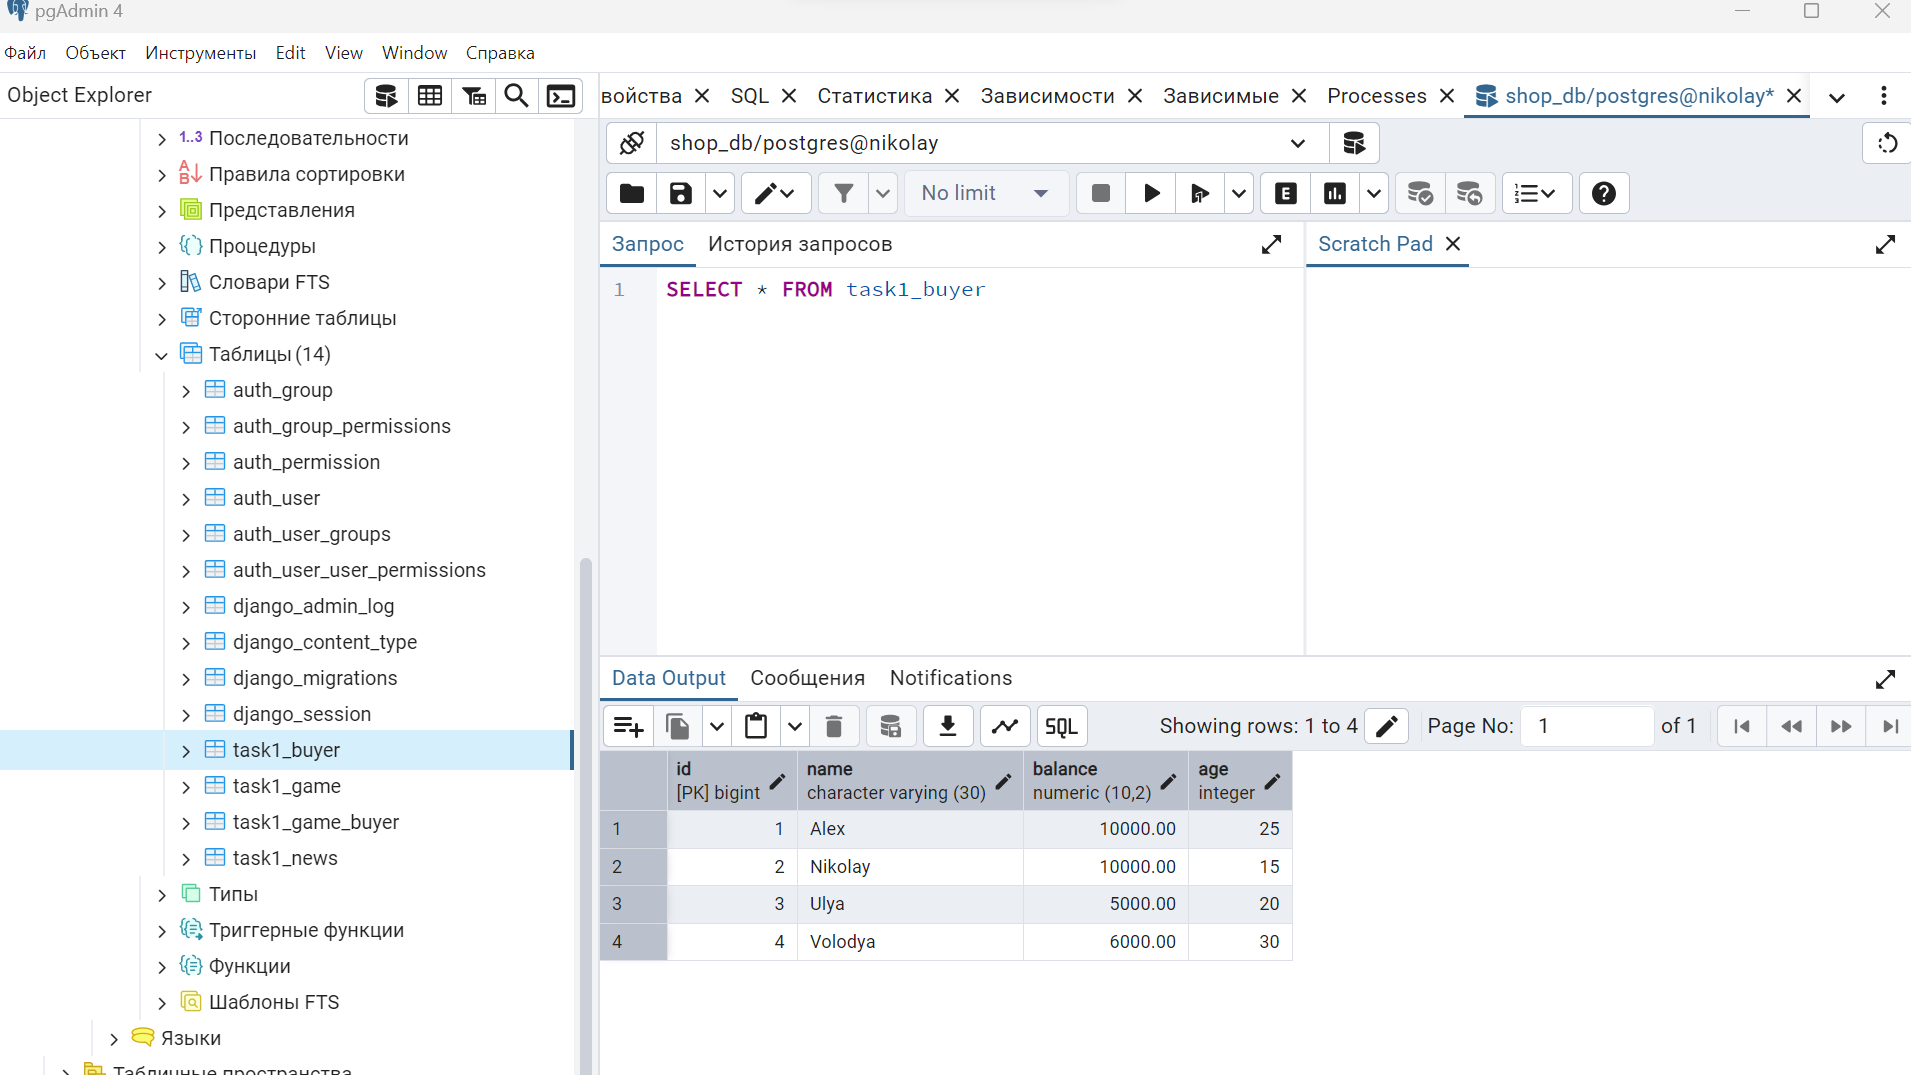 pgAdmin 4
Файл Объект Инструменты Edit View Window Справка
Object Explorer
войства SQL Статистика Зависимости Зависимые Processes shop_db/postgres@nikolay*
shop_db/postgres@nikolay
No limit
E
Запрос История запросов
Scratch Pad
1 SELECT * FROM task1_buyer
1..3 Последовательности
Правила сортировки
Представления
Процедуры
Словари FTS
Сторонние таблицы
Таблицы (14)
auth_group
auth_group_permissions
auth_permission
auth_user
auth_user_groups
auth_user_user_permissions
django_admin_log
django_content_type
django_migrations
django_session
task1_buyer
task1_game
task1_game_buyer
task1_news
Типы
Триггерные функции
Функции
Шаблоны FTS
Языки
Табличные пространства
Data Output Сообщения Notifications
SQL Showing rows: 1 to 4 Page No: 1 of 1
id name balance age
[PK] bigint character varying (30) numeric (10,2) integer
1 1 Alex 10000.00 25
2 2 Nikolay 10000.00 15
3 3 Ulya 5000.00 20
4 4 Volodya 6000.00 30